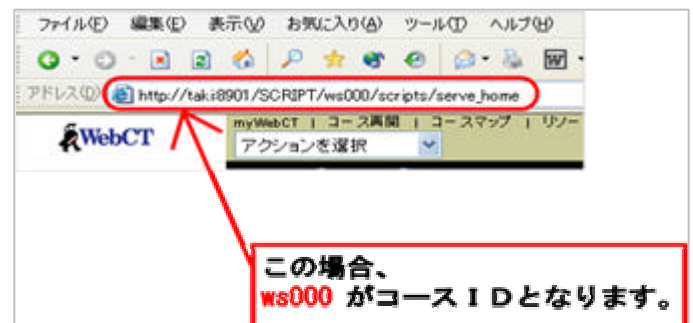 ファイル(F) 編集(E) 表示(V) お気に入り(A) ツール(T) ヘルプ(H)
アドレス(D) http://taki8901/SCRIPT/ws000/scripts/serve_home
WebCT
myWebCT | コース再開 | コースマップ | リソー
アクションを選択
この場合、
ws000 がコースＩＤとなります。